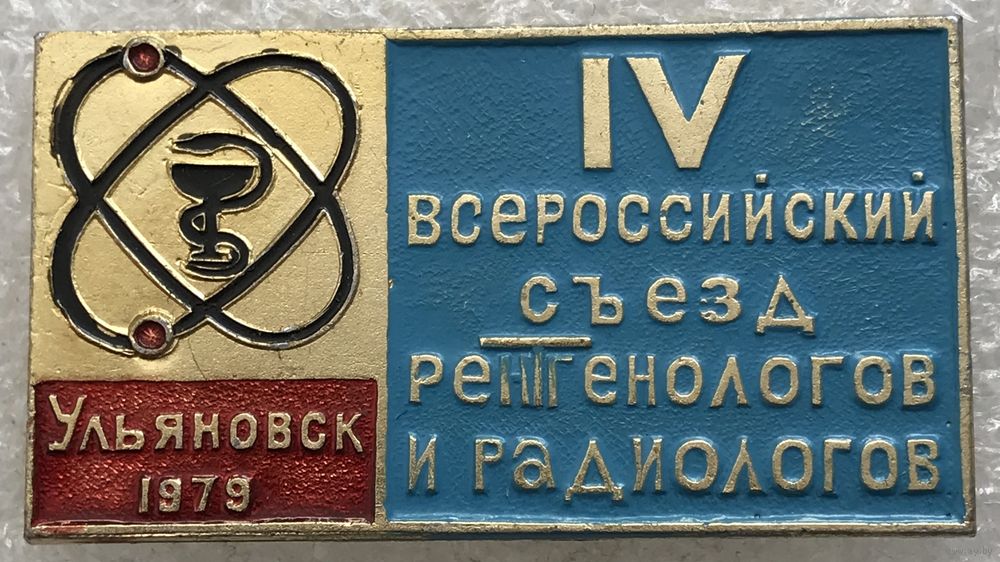 IV
ВСЕРОССИЙСКИЙ
СЪЕЗД
РЕНТГЕНОЛОГОВ
И РАДИОЛОГОВ
УЛЬЯНОВСК
1979